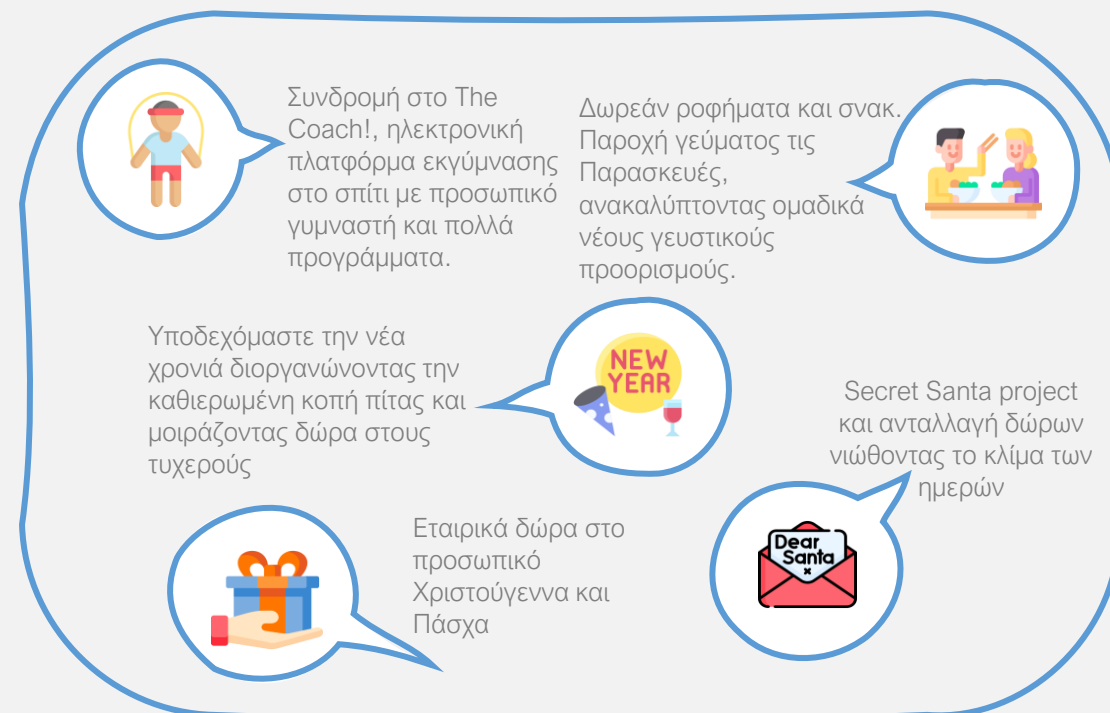 Συνδρομή στο The
Coach!, ηλεκτρονική
πλατφόρμα εκγύμνασης
στο σπίτι με προσωπικό
γυμναστή και πολλά
προγράμματα.
Δωρεάν ροφήματα και σνακ.
Παροχή γεύματος τις
Παρασκευές,
ανακαλύπτοντας ομαδικά
νέους γευστικούς
προορισμούς.
Υποδεχόμαστε την νέα
χρονιά διοργανώνοντας την
καθιερωμένη κοπή πίτας και
μοιράζοντας δώρα στους
τυχερούς
NEW
YEAR
Secret Santa project
και ανταλλαγή δώρων
νιώθοντας το κλίμα των
ημερών
Dear
Santa
x
Εταιρικά δώρα στο
προσωπικό
Χριστούγεννα και
Πάσχα